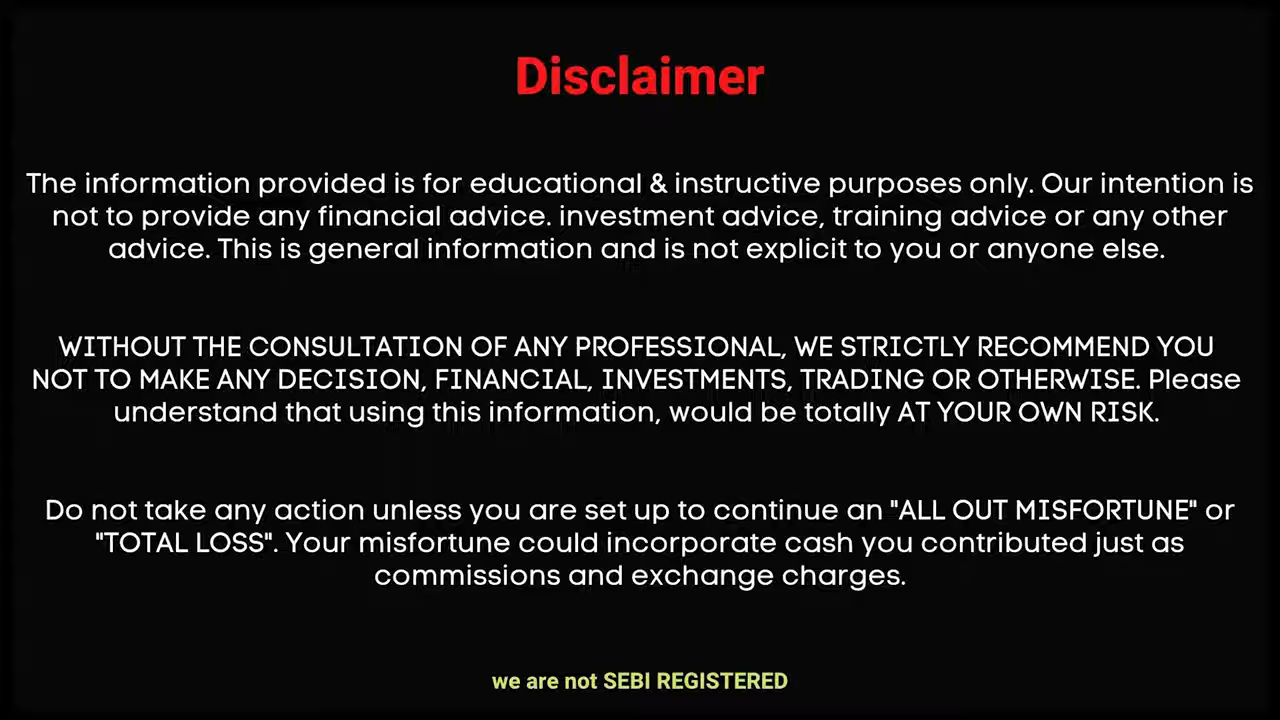 Disclaimer
The information provided is for educational & instructive purposes only. Our intention is
not to provide any financial advice. investment advice, training advice or any other
advice. This is general information and is not explicit to you or anyone else.
WITHOUT THE CONSULTATION OF ANY PROFESSIONAL, WE STRICTLY RECOMMEND YOU
NOT TO MAKE ANY DECISION, FINANCIAL, INVESTMENTS, TRADING OR OTHERWISE. Please
understand that using this information, would be totally AT YOUR OWN RISK.
Do not take any action unless you are set up to continue an "ALL OUT MISFORTUNE" or
"TOTAL LOSS". Your misfortune could incorporate cash you contributed just as
commissions and exchange charges.
we are not SEBI REGISTERED